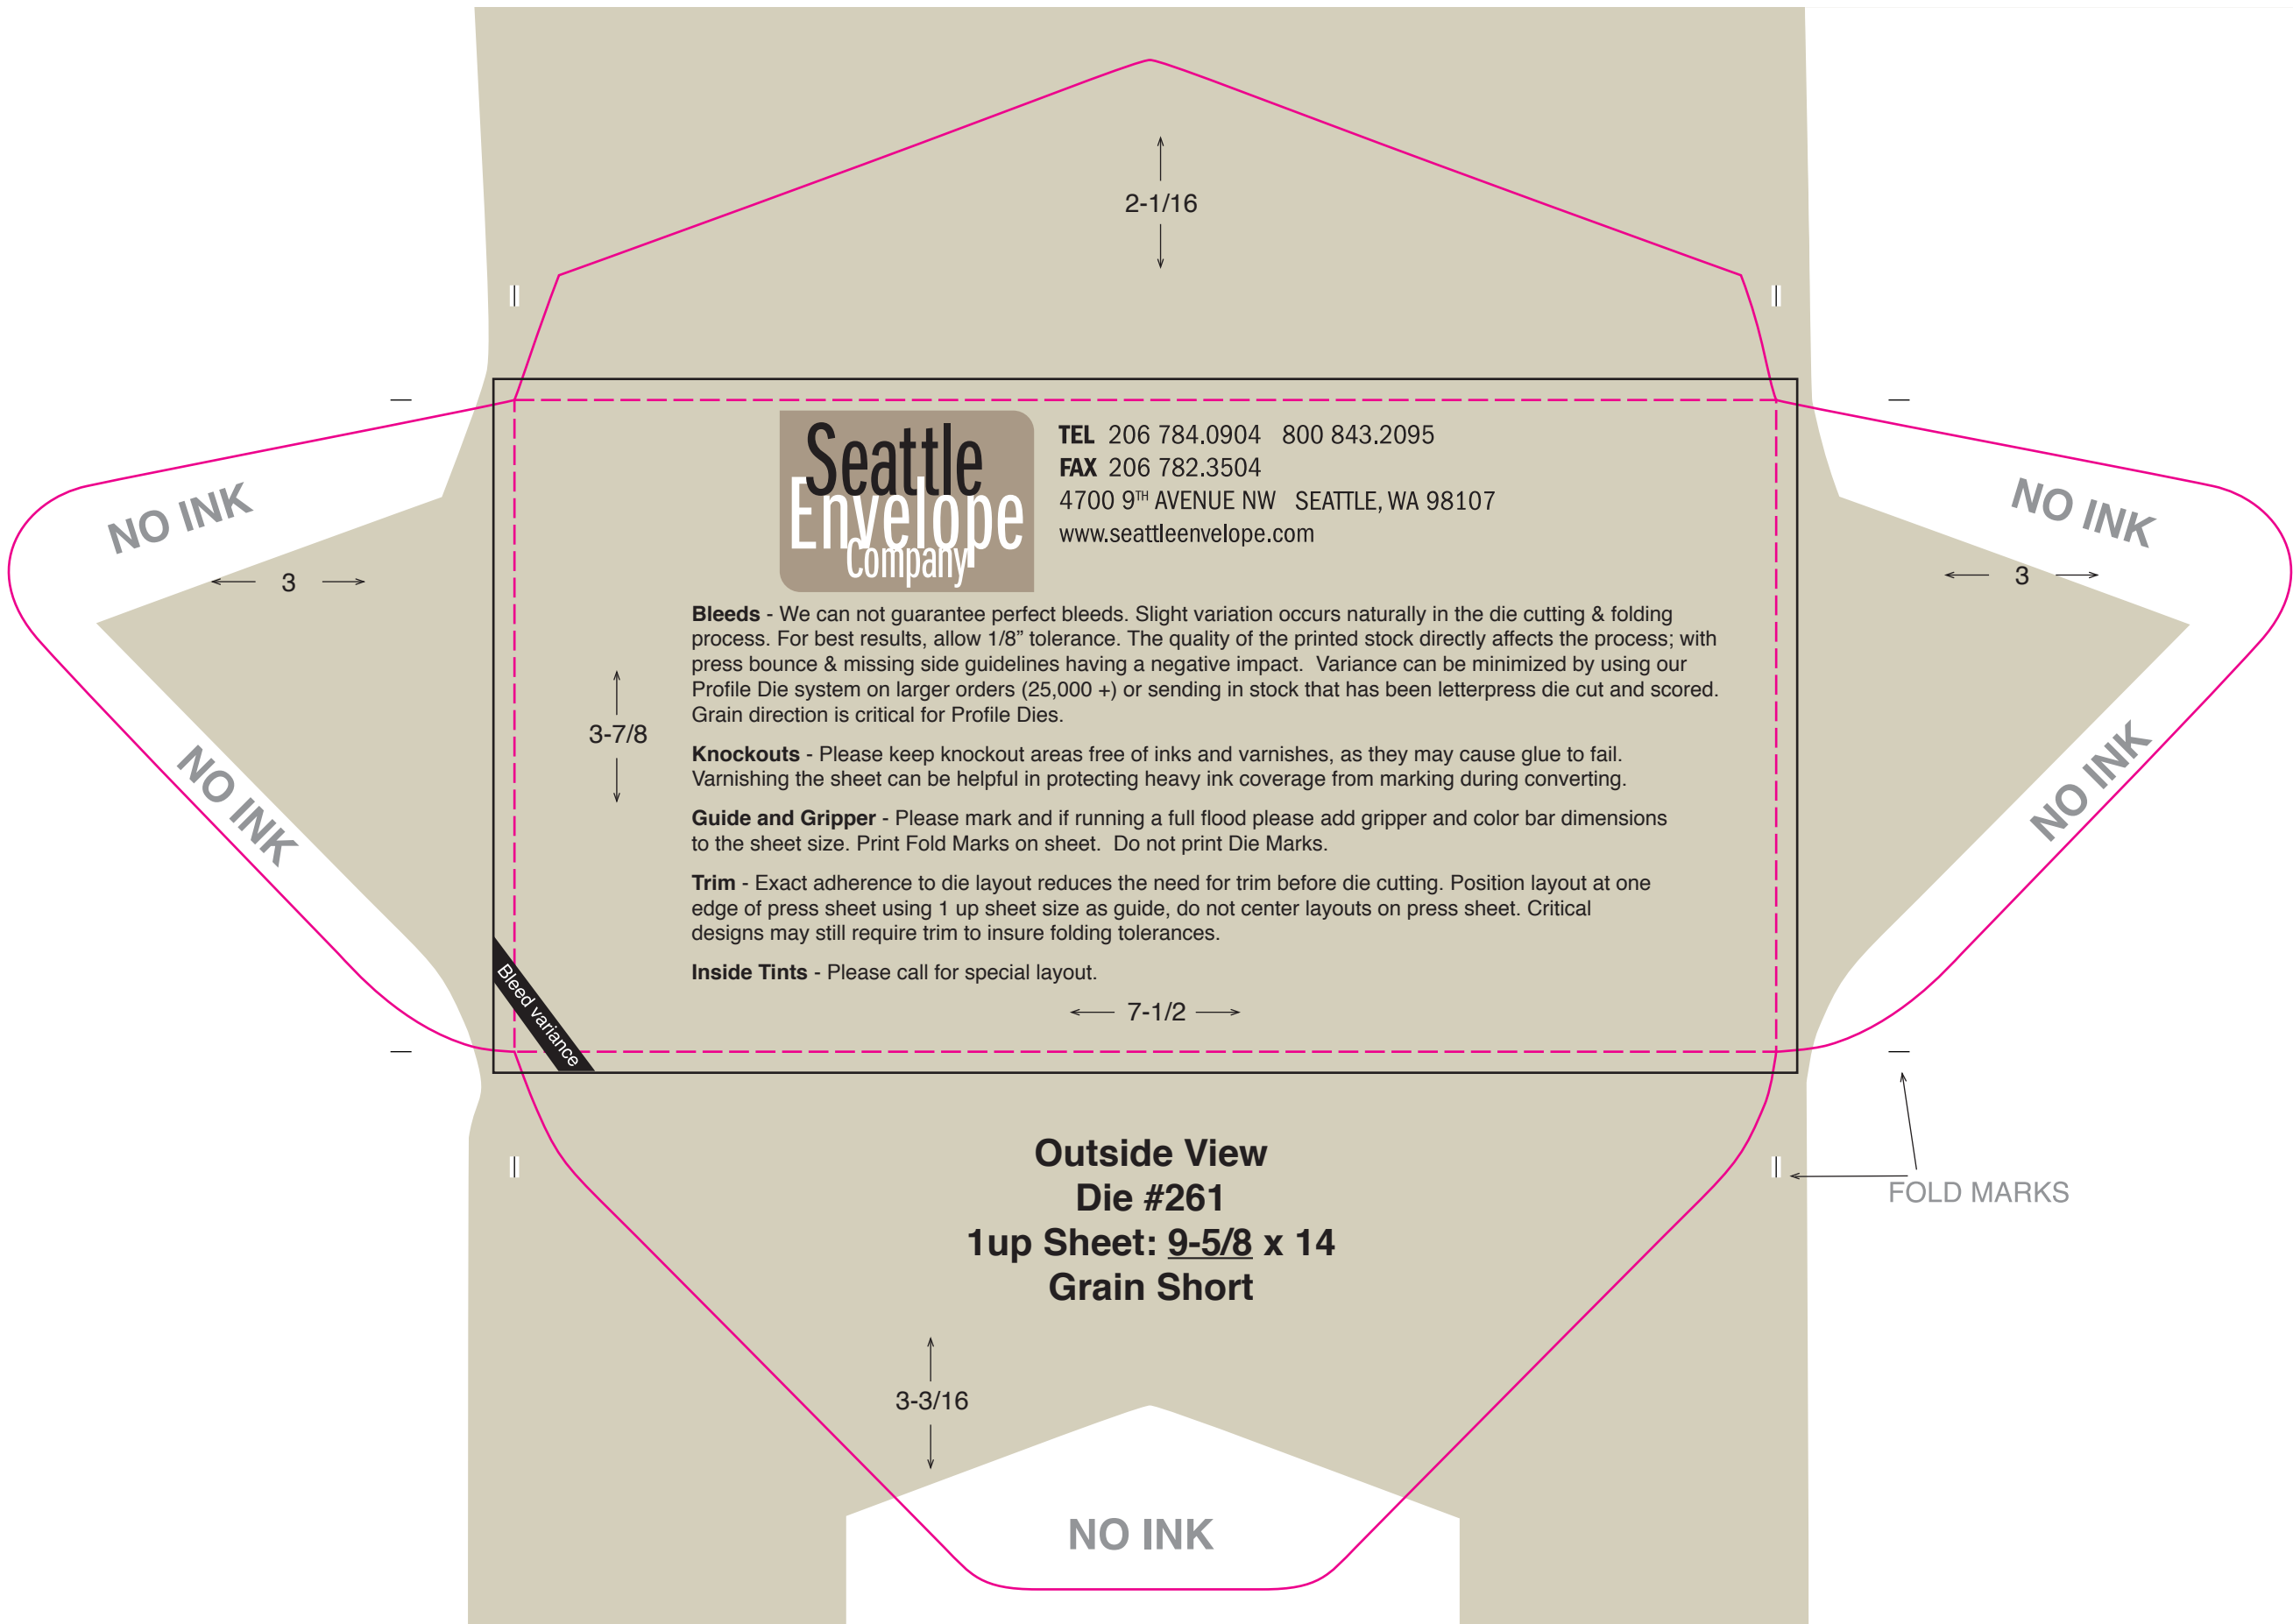 2-1/16
Seattle
Envelope
Company
TEL 206 784.0904 800 843.2095
FAX 206 782.3504
4700 9TH AVENUE NW SEATTLE, WA 98107
www.seattleenvelope.com
NO INK
NO INK
3
3
Bleeds - We can not guarantee perfect bleeds. Slight variation occurs naturally in the die cutting & folding
process. For best results, allow 1/8” tolerance. The quality of the printed stock directly affects the process; with
press bounce & missing side guidelines having a negative impact. Variance can be minimized by using our
Profile Die system on larger orders (25,000 +) or sending in stock that has been letterpress die cut and scored.
Grain direction is critical for Profile Dies.
3-7/8
Knockouts - Please keep knockout areas free of inks and varnishes, as they may cause glue to fail.
Varnishing the sheet can be helpful in protecting heavy ink coverage from marking during converting.
NO INK
NO INK
Guide and Gripper - Please mark and if running a full flood please add gripper and color bar dimensions
to the sheet size. Print Fold Marks on sheet. Do not print Die Marks.
Trim - Exact adherence to die layout reduces the need for trim before die cutting. Position layout at one
edge of press sheet using 1 up sheet size as guide, do not center layouts on press sheet. Critical
designs may still require trim to insure folding tolerances.
Inside Tints - Please call for special layout.
Bleed variance
7-1/2
Outside View
Die #261
1up Sheet: 9-5/8 x 14
Grain Short
FOLD MARKS
3-3/16
NO INK